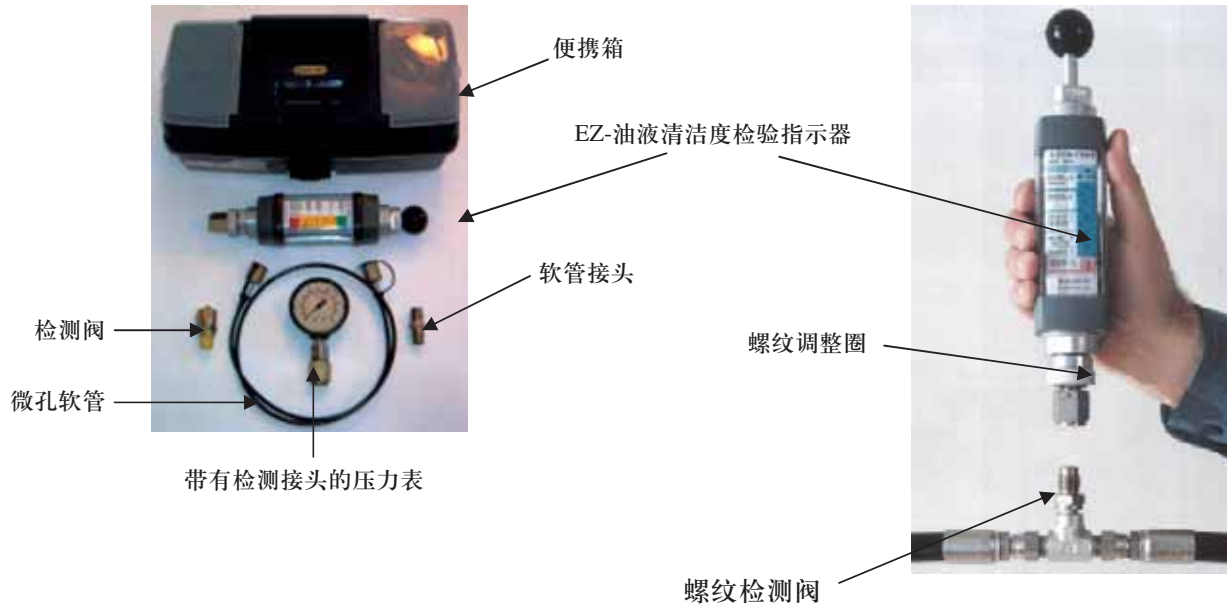 便携箱
EZ-油液清洁度检验指示器
软管接头
检测阀
螺纹调整圈
微孔软管
带有检测接头的压力表
螺纹检测阀